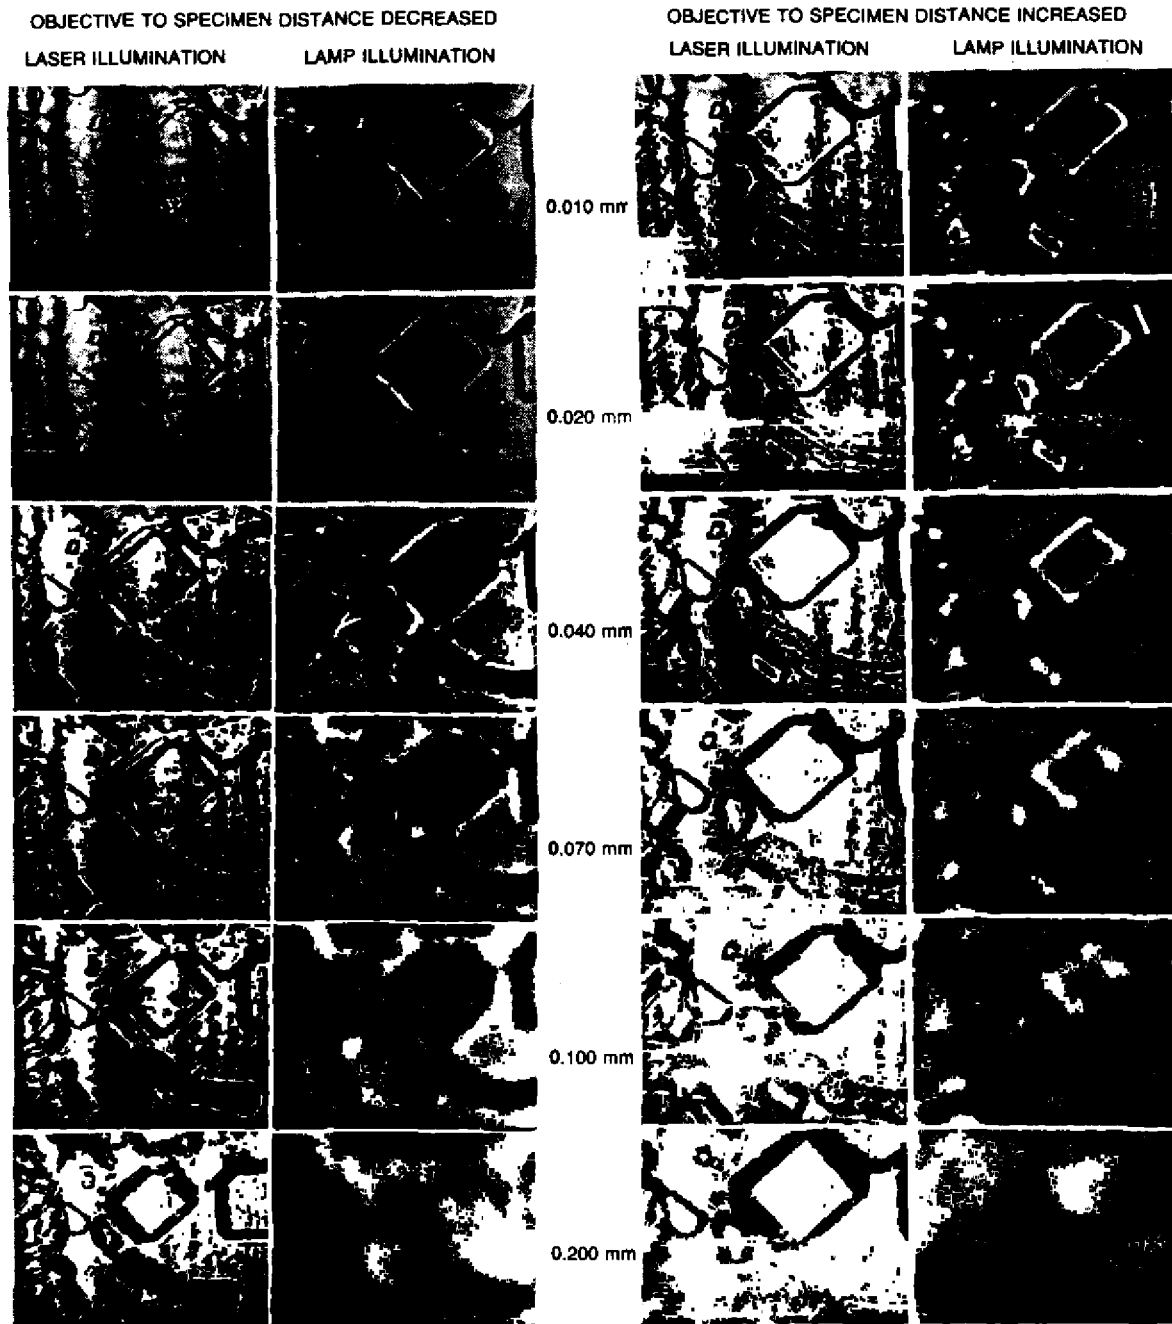 OBJECTIVE TO SPECIMEN DISTANCE DECREASED
LASER ILLUMINATION LAMP ILLUMINATION
OBJECTIVE TO SPECIMEN DISTANCE INCREASED
LASER ILLUMINATION LAMP ILLUMINATION
0.010 mm
0.020 mm
0.040 mm
0.070 mm
0.100 mm
0.200 mm